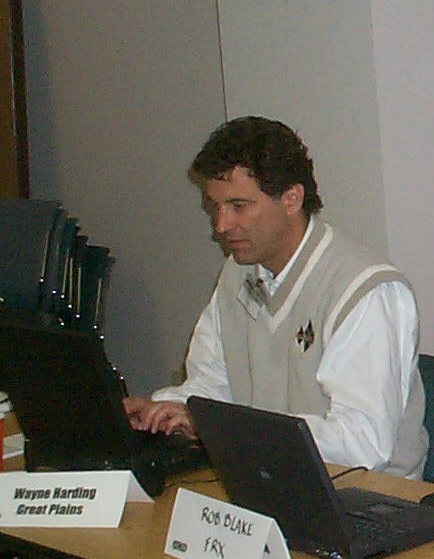 Wayne Harding
Great Plains
ROB BLAKE
FRX